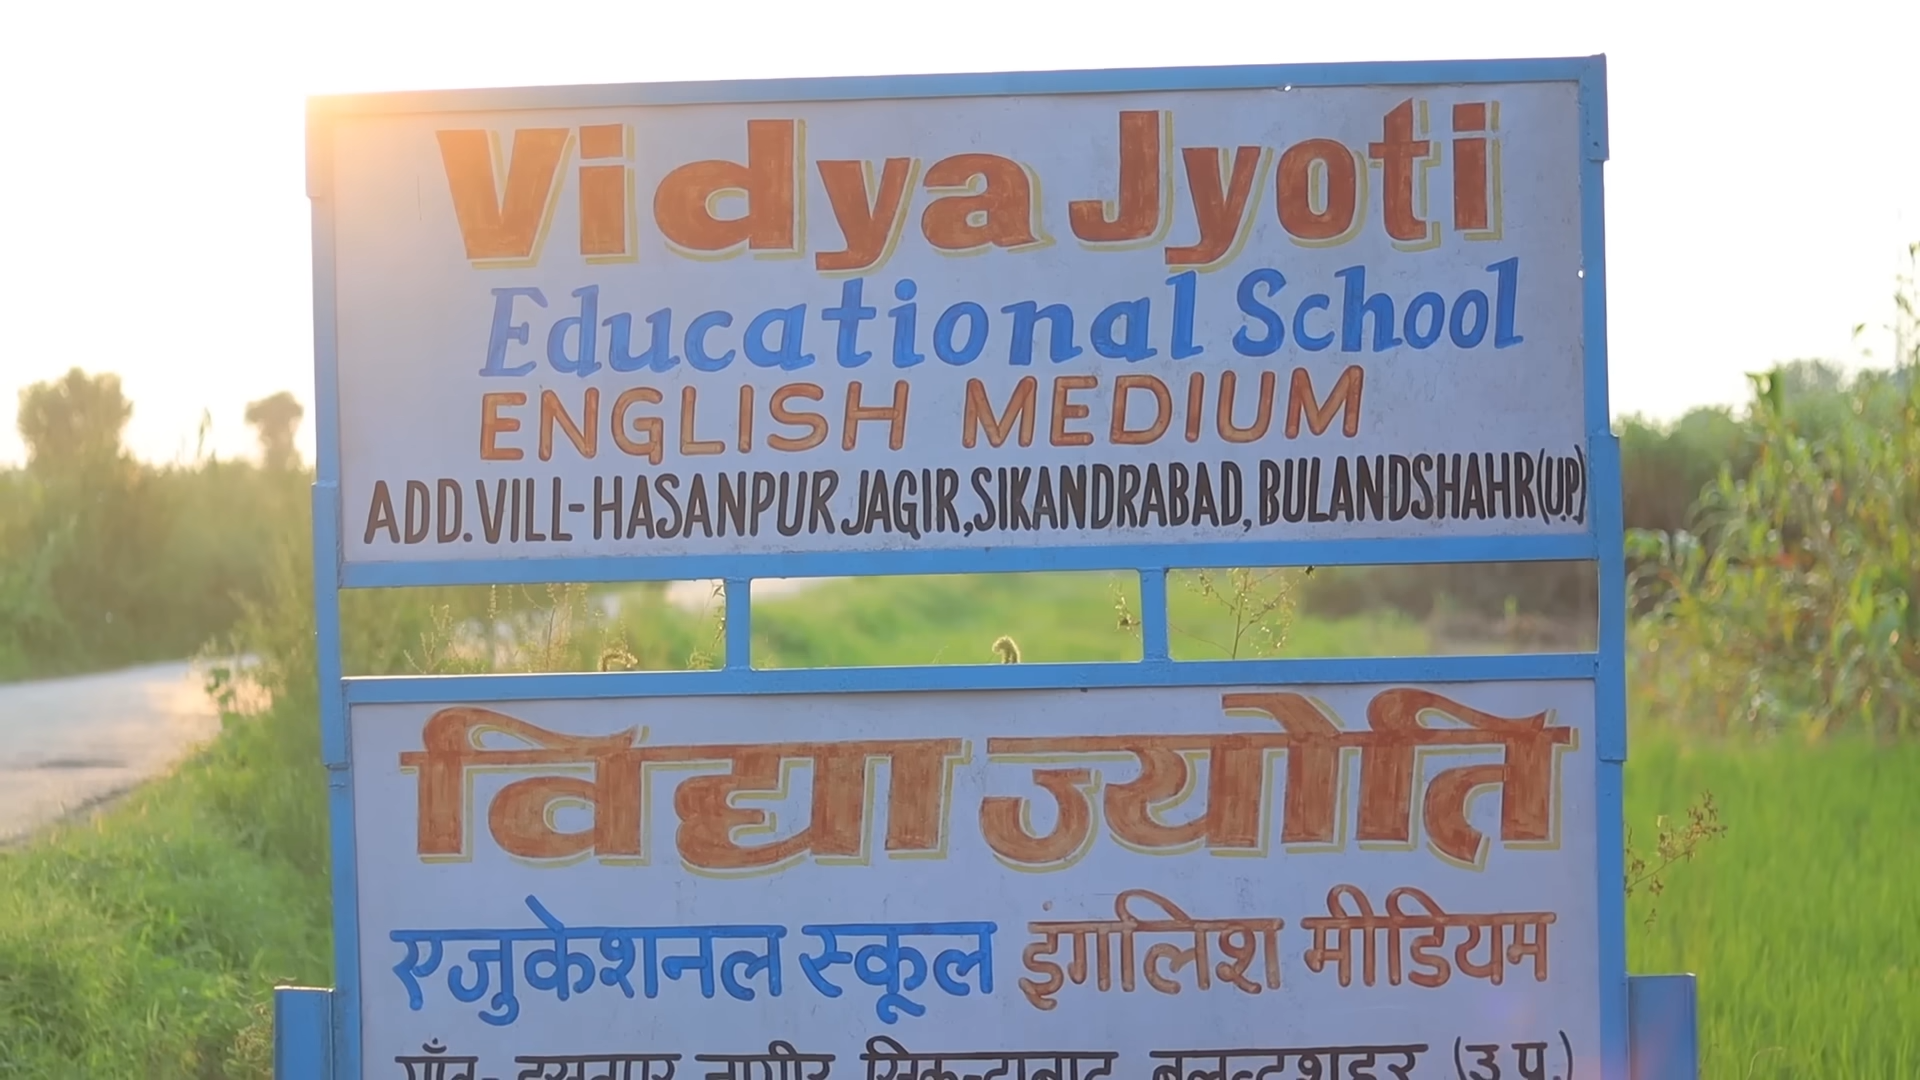 Vidya Jyoti
Educational School
ENGLISH MEDIUM
ADD.VILL-HASANPUR JAGIR,SIKANDRABAD, BULANDSHAHR(U.P.)
विद्या ज्योति
एजुकेशनल स्कूल इंगलिश मीडियम
(उ.प्र.)